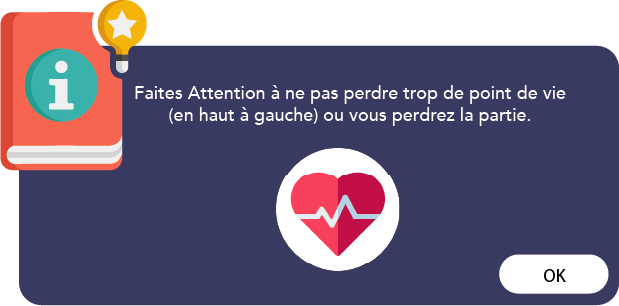 Faites Attention à ne pas perdre trop de point de vie
(en haut à gauche) ou vous perdrez la partie.
OK